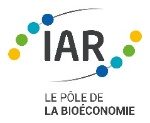 IAR
LE PÔLE DE
LA BIOÉCONOMIE